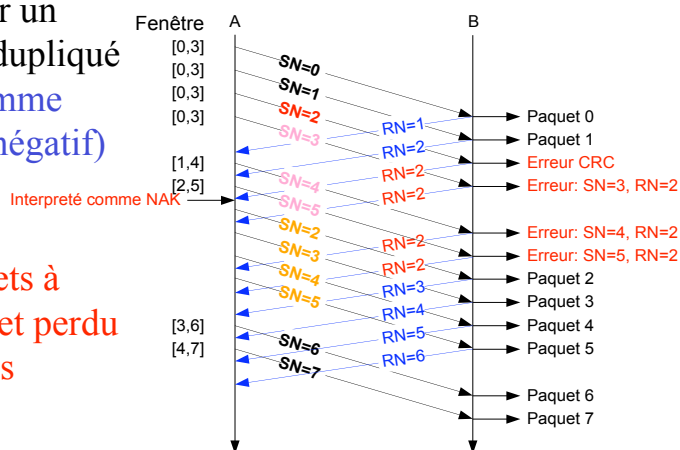 r un
dupliqué
mme
négatif)
ets à
et perdu
s
Fenêtre
A
B
[0,3]
[0,3]
[0,3]
[0,3]
[1,4]
[2,5]
Interpreté comme NAK
[3,6]
[4,7]
SN=0
SN=1
SN=2
SN=3
SN=4
SN=5
SN=2
SN=3
SN=4
SN=5
SN=6
SN=7
RN=1
RN=2
RN=2
RN=2
RN=2
RN=2
RN=3
RN=4
RN=5
RN=6
Paquet 0
Paquet 1
Erreur CRC
Erreur: SN=3, RN=2
Erreur: SN=4, RN=2
Erreur: SN=5, RN=2
Paquet 2
Paquet 3
Paquet 4
Paquet 5
Paquet 6
Paquet 7